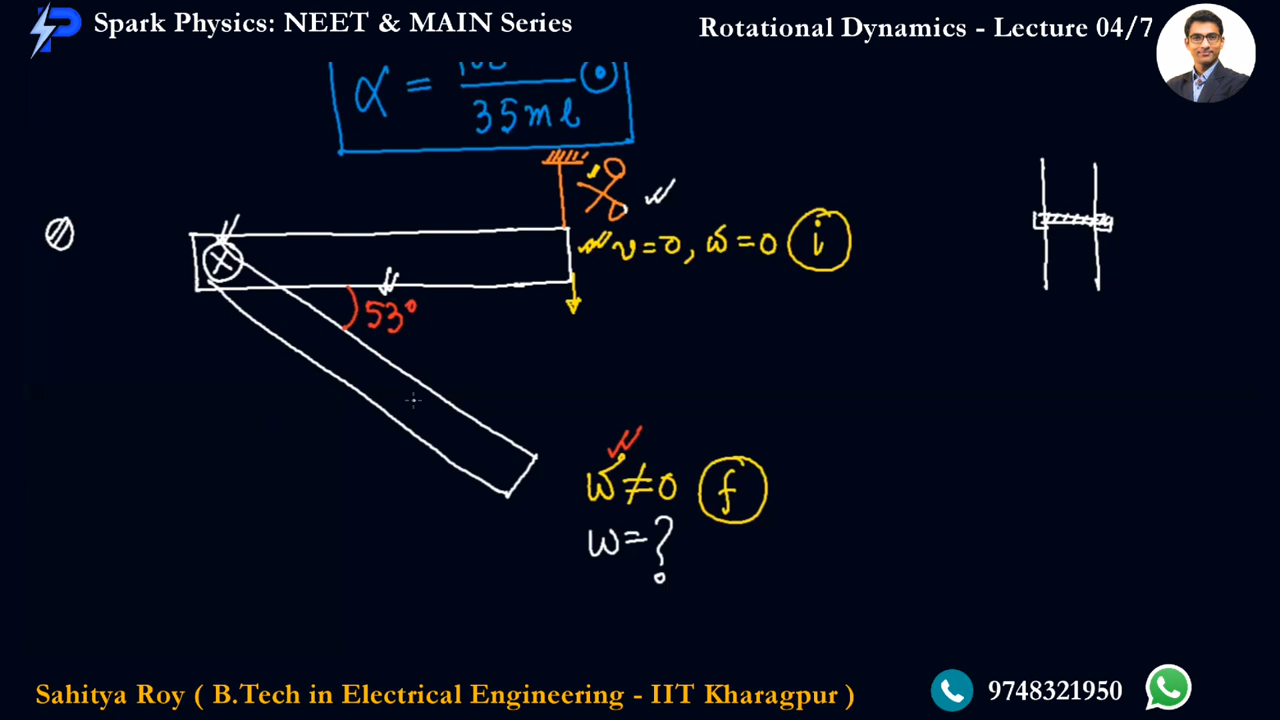 Spark Physics: NEET & MAIN Series
Rotational Dynamics - Lecture 04/7
α =
35ml
v=0, ω=0 i
53°
ω≠0 f
ω=?
Sahitya Roy ( B.Tech in Electrical Engineering - IIT Kharagpur )
9748321950